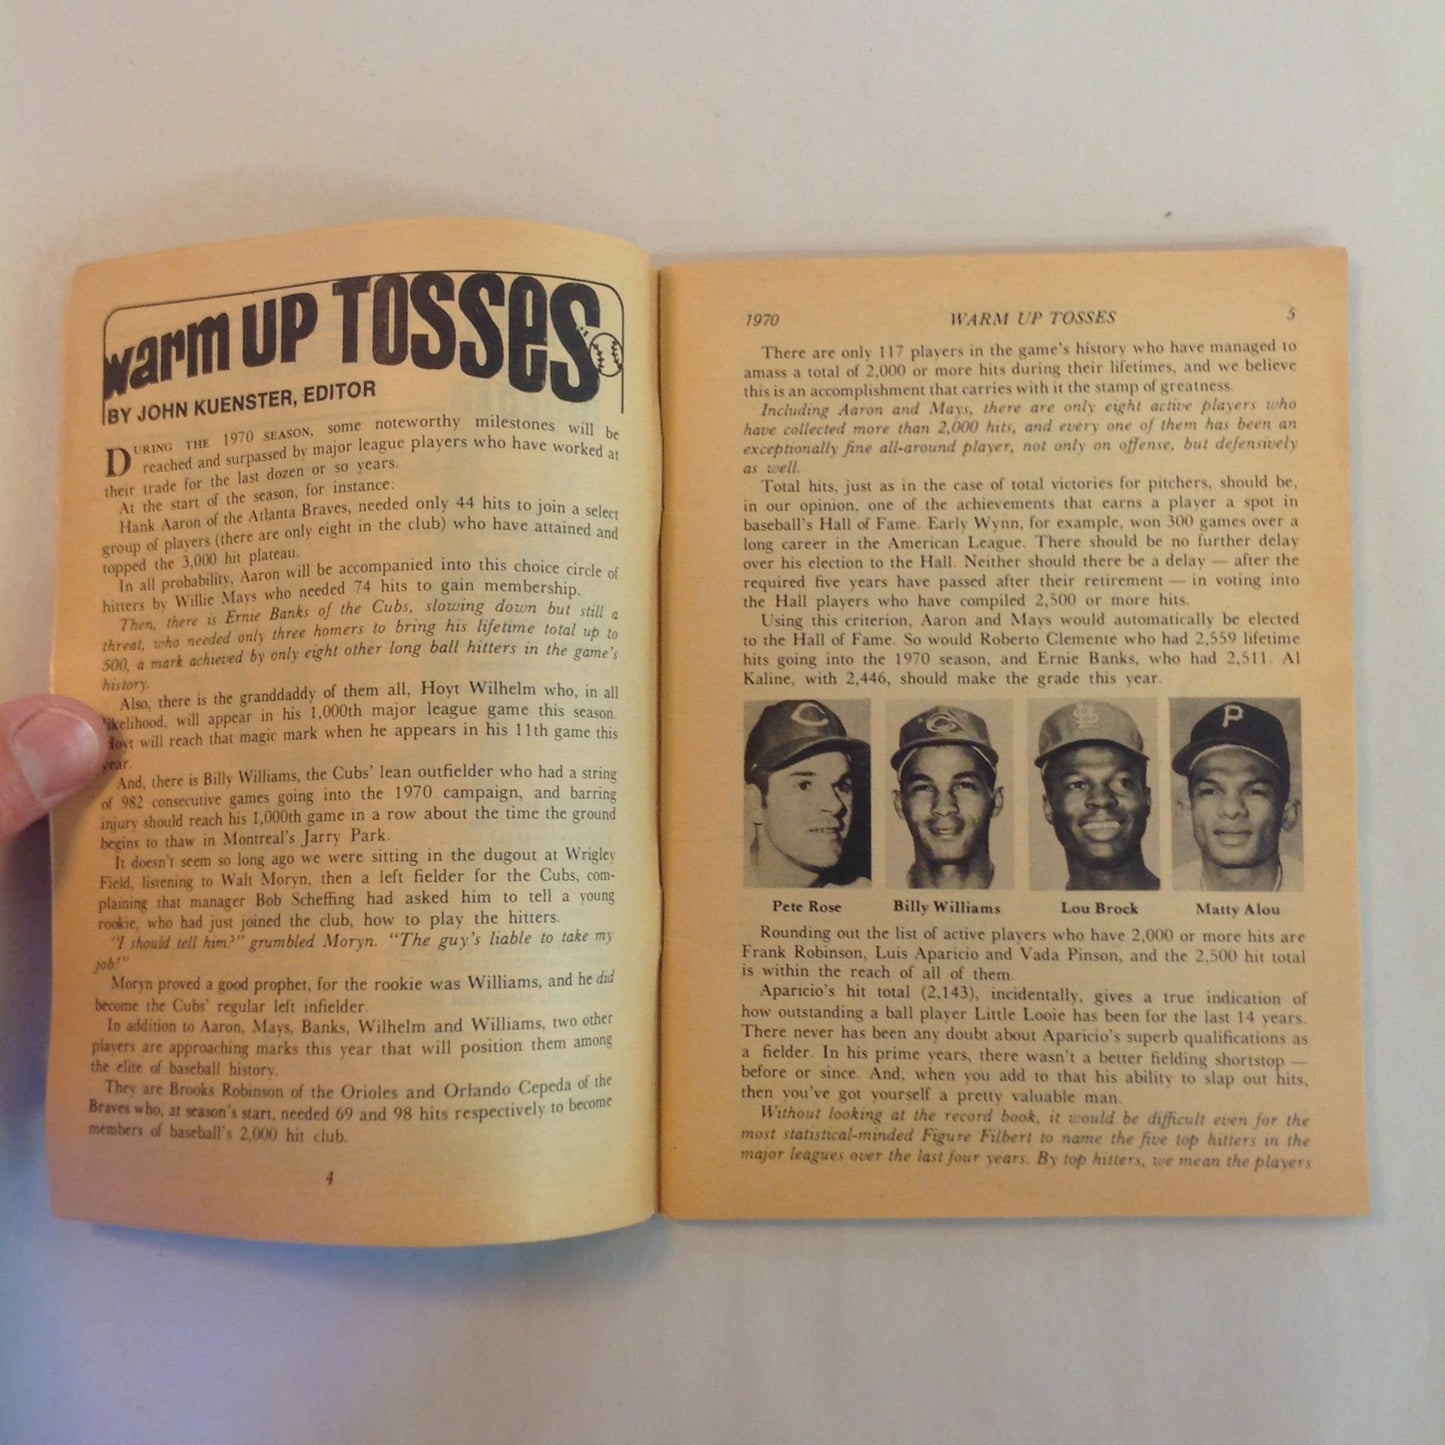 warm UP TOSSES
BY JOHN KUENSTER, EDITOR
DURING THE 1970 SEASON, some noteworthy milestones will be
reached and surpassed by major league players who have worked at
their trade for the last dozen or so years.
At the start of the season, for instance:
Hank Aaron of the Atlanta Braves, needed only 44 hits to join a select
group of players (there are only eight in the club) who have attained and
topped the 3,000 hit plateau.
In all probability, Aaron will be accompanied into this choice circle of
hitters by Willie Mays who needed 74 hits to gain membership.
Then, there is Ernie Banks of the Cubs, slowing down but still a
threat, who needed only three homers to bring his lifetime total up to
500, a mark achieved by only eight other long ball hitters in the game's
history.
Also, there is the granddaddy of them all, Hoyt Wilhelm who, in all
likelihood, will appear in his 1,000th major league game this season.
Hoyt will reach that magic mark when he appears in his 11th game this
year.
And, there is Billy Williams, the Cubs' lean outfielder who had a string
of 982 consecutive games going into the 1970 campaign, and barring
injury should reach his 1,000th game in a row about the time the ground
begins to thaw in Montreal's Jarry Park.
It doesn't seem so long ago we were sitting in the dugout at Wrigley
Field, listening to Walt Moryn, then a left fielder for the Cubs, com-
plaining that manager Bob Scheffing had asked him to tell a young
rookie, who had just joined the club, how to play the hitters.
"I should tell him?" grumbled Moryn. "The guy's liable to take my
job!"
Moryn proved a good prophet, for the rookie was Williams, and he did
become the Cubs' regular left infielder.
In addition to Aaron, Mays, Banks, Wilhelm and Williams, two other
players are approaching marks this year that will position them among
the elite of baseball history.
They are Brooks Robinson of the Orioles and Orlando Cepeda of the
Braves who, at season's start, needed 69 and 98 hits respectively to become
members of baseball's 2,000 hit club.
4
1970 WARM UP TOSSES 5
There are only 117 players in the game's history who have managed to
amass a total of 2,000 or more hits during their lifetimes, and we believe
this is an accomplishment that carries with it the stamp of greatness.
Including Aaron and Mays, there are only eight active players who
have collected more than 2,000 hits, and every one of them has been an
exceptionally fine all-around player, not only on offense, but defensively
as well.
Total hits, just as in the case of total victories for pitchers, should be,
in our opinion, one of the achievements that earns a player a spot in
baseball's Hall of Fame. Early Wynn, for example, won 300 games over a
long career in the American League. There should be no further delay
over his election to the Hall. Neither should there be a delay — after the
required five years have passed after their retirement — in voting into
the Hall players who have compiled 2,500 or more hits.
Using this criterion, Aaron and Mays would automatically be elected
to the Hall of Fame. So would Roberto Clemente who had 2,559 lifetime
hits going into the 1970 season, and Ernie Banks, who had 2,511. Al
Kaline, with 2,446, should make the grade this year.
C C StL P
Pete Rose Billy Williams Lou Brock Matty Alou
Rounding out the list of active players who have 2,000 or more hits are
Frank Robinson, Luis Aparicio and Vada Pinson, and the 2,500 hit total
is within the reach of all of them.
Aparicio's hit total (2,143), incidentally, gives a true indication of
how outstanding a ball player Little Looie has been for the last 14 years.
There never has been any doubt about Aparicio's superb qualifications as
a fielder. In his prime years, there wasn't a better fielding shortstop —
before or since. And, when you add to that his ability to slap out hits,
then you've got yourself a pretty valuable man.
Without looking at the record book, it would be difficult even for the
most statistical-minded Figure Filbert to name the five top hitters in the
major leagues over the last four years. By top hitters, we mean the players